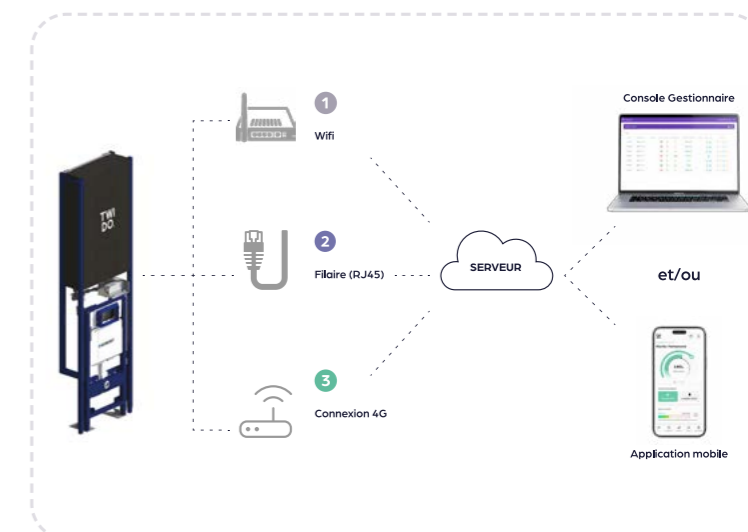 TWI
DO.
1
Wifi
2
Filaire (RJ45)
3
Connexion 4G
SERVEUR
Console Gestionnaire
et/ou
Application mobile